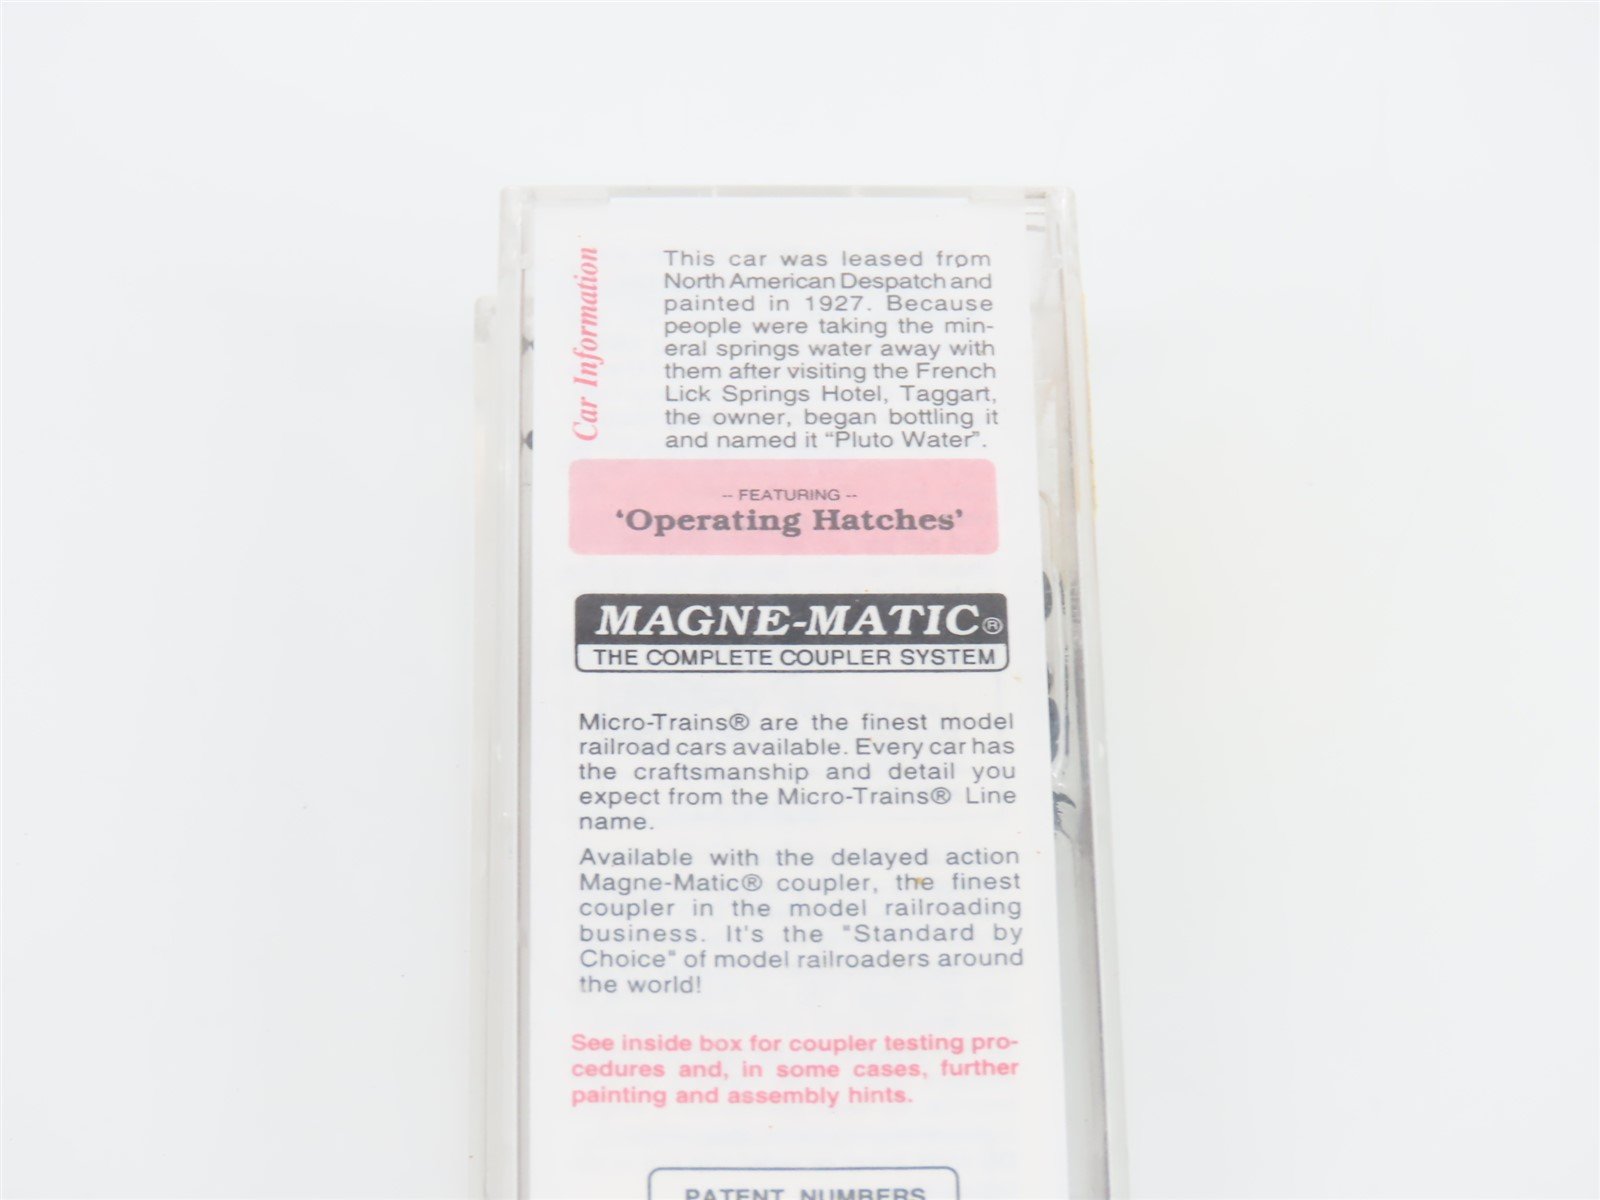 Car Information
This car was leased from
North American Despatch and
painted in 1927. Because
people were taking the min-
eral springs water away with
them after visiting the French
Lick Springs Hotel, Taggart,
the owner, began bottling it
and named it “Pluto Water”.
-- FEATURING --
‘Operating Hatches’
MAGNE-MATIC®
THE COMPLETE COUPLER SYSTEM
Micro-Trains® are the finest model
railroad cars available. Every car has
the craftsmanship and detail you
expect from the Micro-Trains® Line
name.
Available with the delayed action
Magne-Matic® coupler, the finest
coupler in the model railroading
business. It's the "Standard by
Choice" of model railroaders around
the world!
See inside box for coupler testing pro-
cedures and, in some cases, further
painting and assembly hints.
PATENT NUMBERS